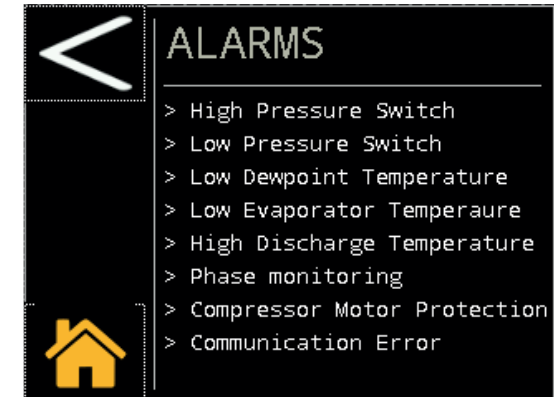 ALARMS
> High Pressure Switch
> Low Pressure Switch
> Low Dewpoint Temperature
> Low Evaporator Temperaure
> High Discharge Temperature
> Phase monitoring
> Compressor Motor Protection
> Communication Error